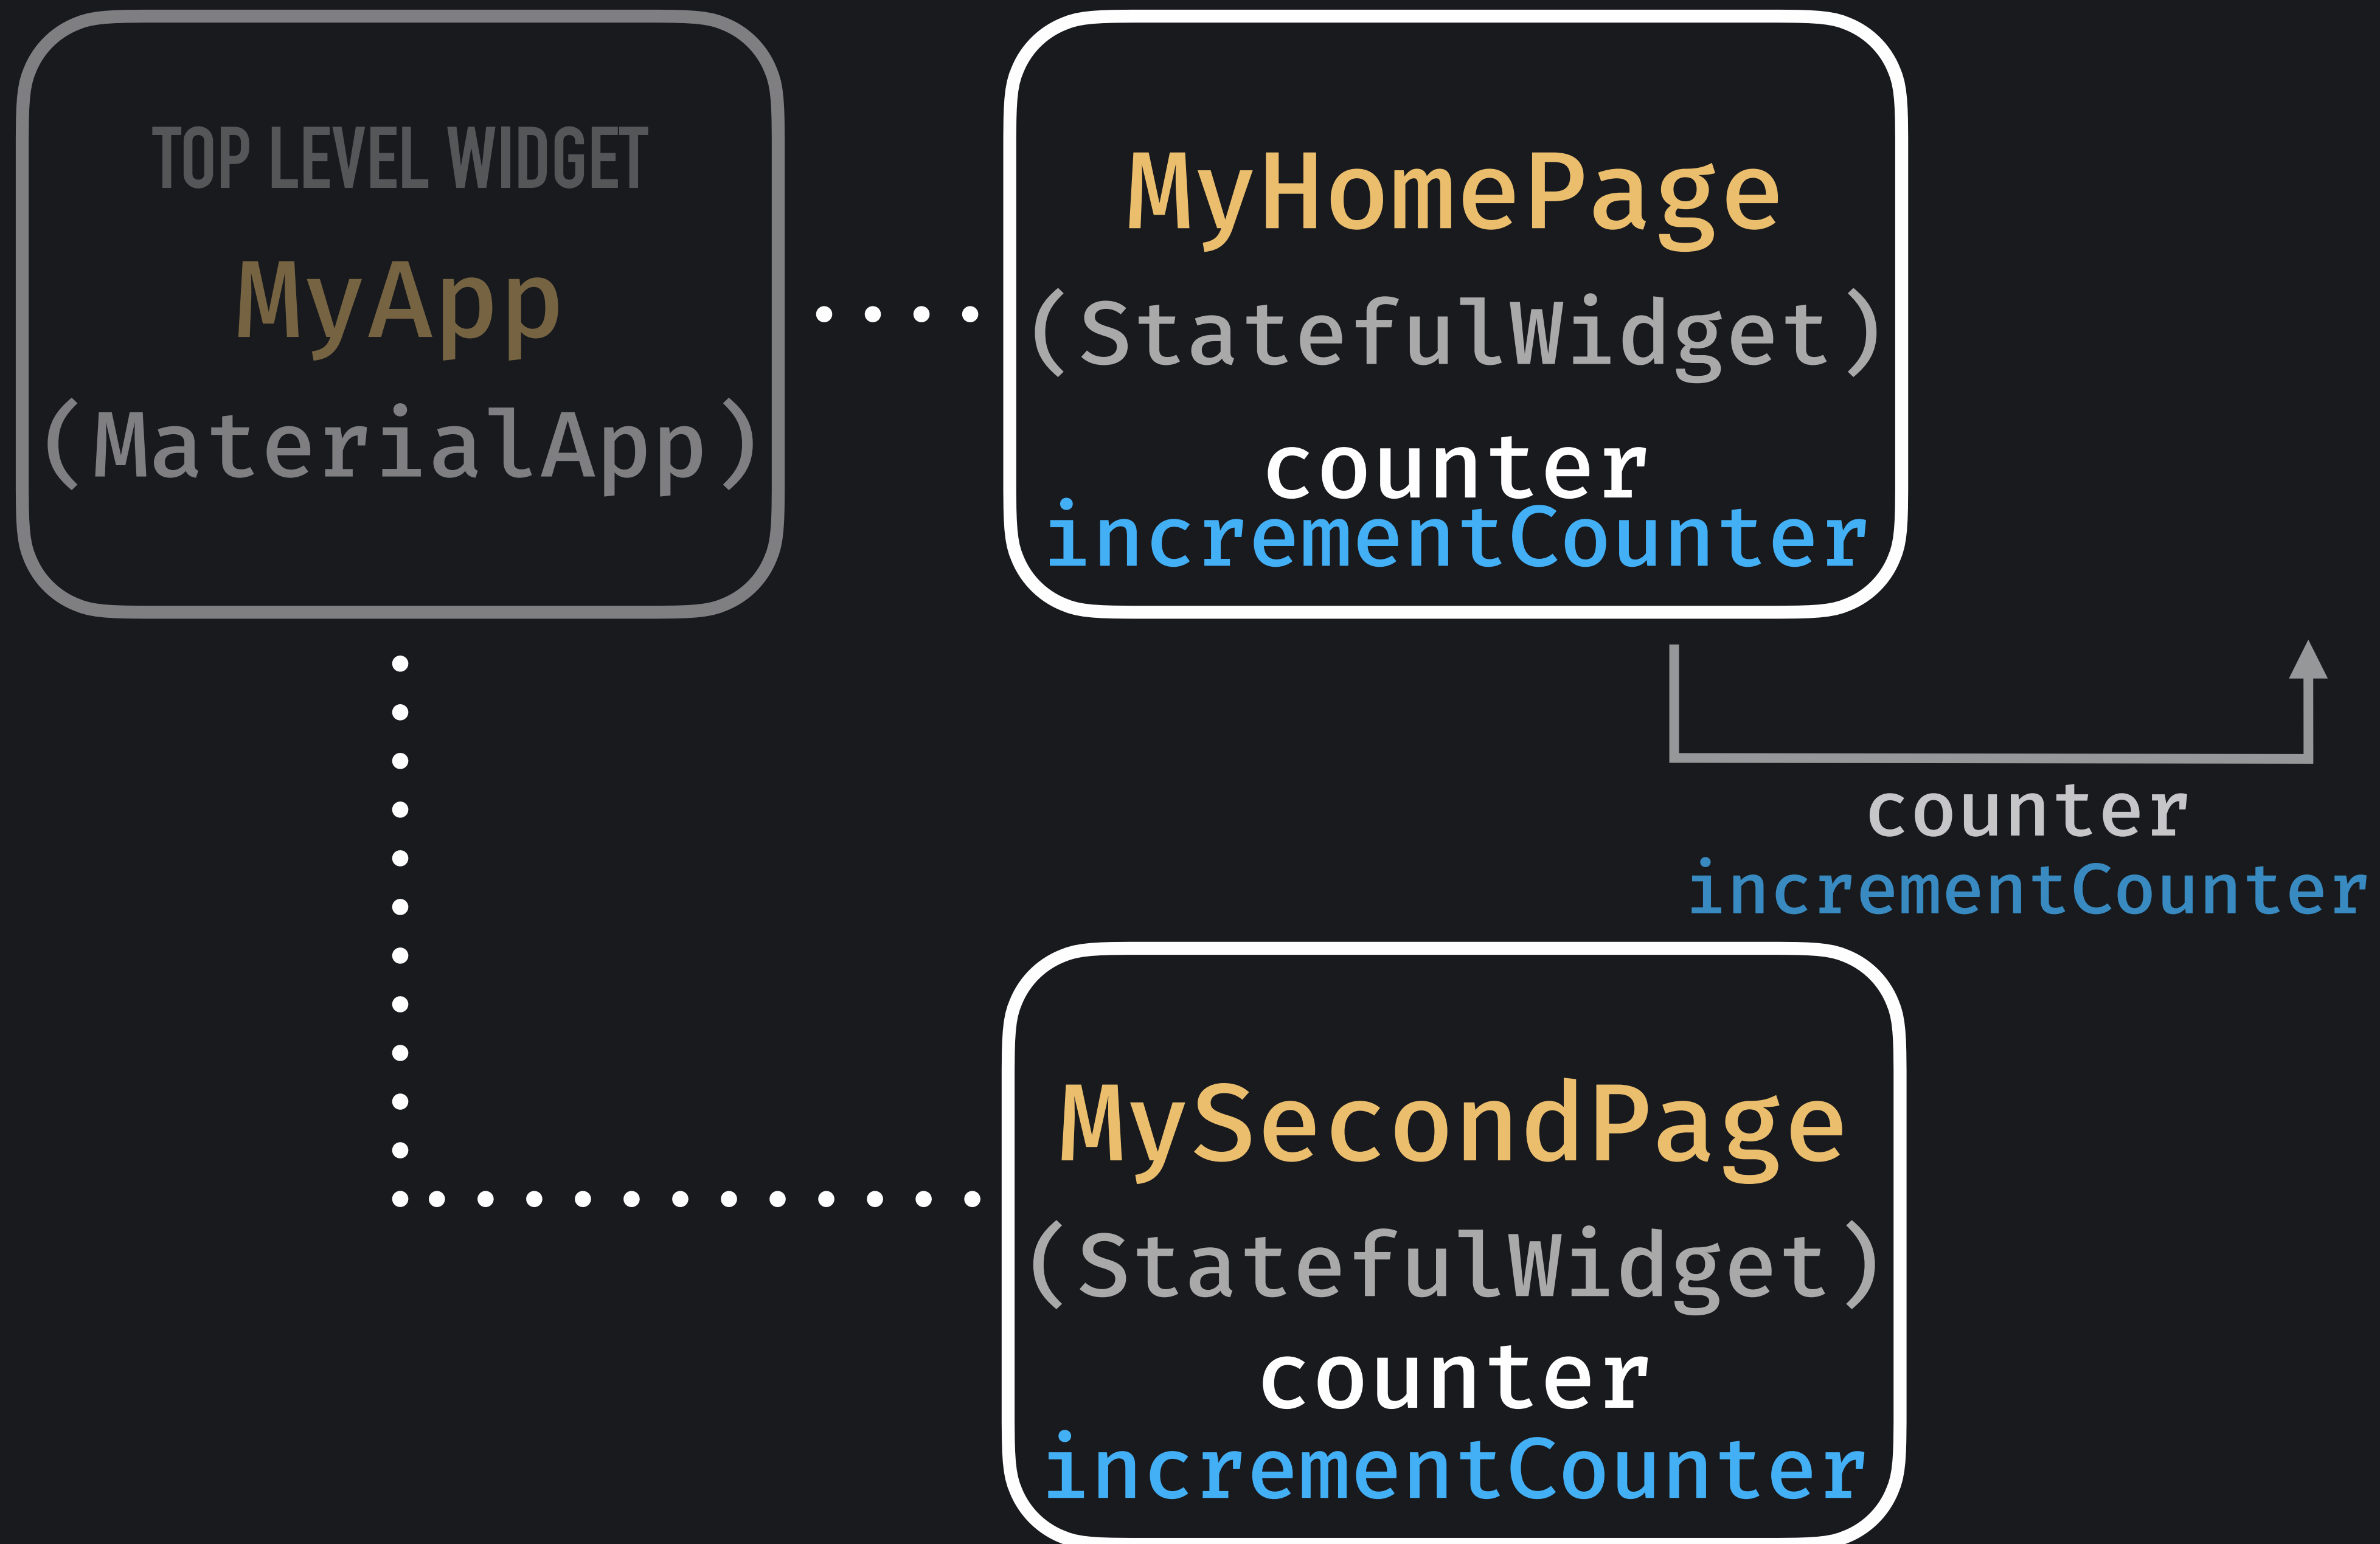 TOP LEVEL WIDGET
MyApp
(MaterialApp)
MyHomePage
(StatefulWidget)
counter
incrementCounter
counter
incrementCounter
MySecondPage
(StatefulWidget)
counter
incrementCounter